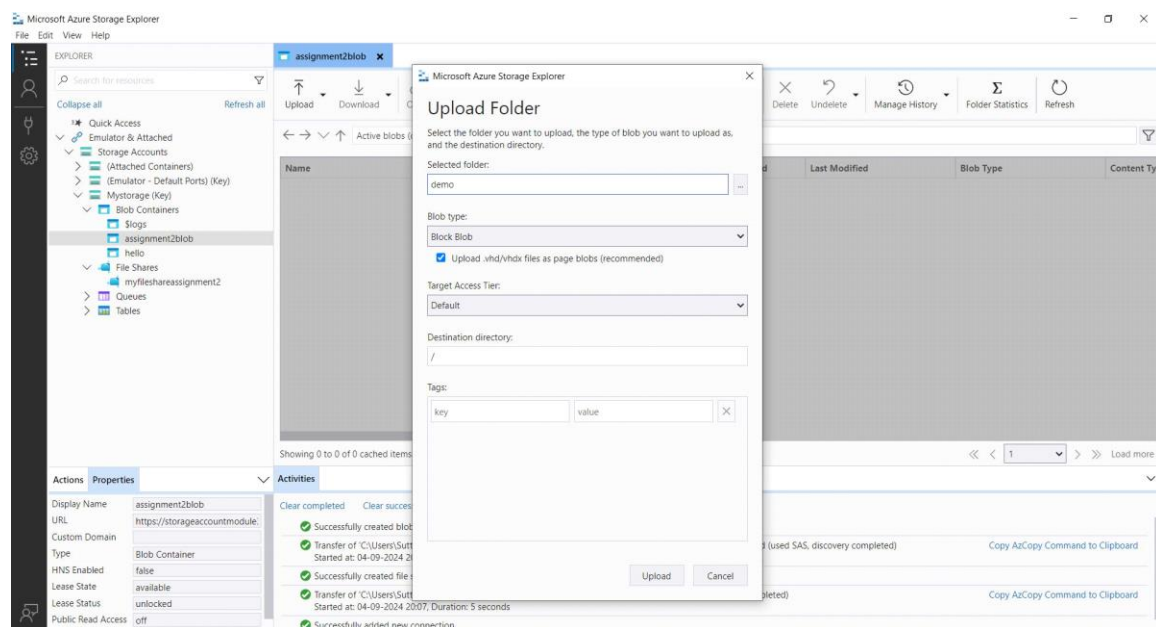 Microsoft Azure Storage Explorer
File Edit View Help
EXPLORER
Search for resources
Collapse all Refresh all
Quick Access
Emulator & Attached
Storage Accounts
(Attached Containers)
(Emulator - Default Ports) (Key)
Mystorage (Key)
Blob Containers
$logs
assignment2blob
hello
File Shares
myfileshareassignment2
Queues
Tables
Actions Properties
Display Name assignment2blob
URL https://storageaccountmodule.
Custom Domain
Type Blob Container
HNS Enabled false
Lease State available
Lease Status unlocked
Public Read Access off
assignment2blob
Upload Download Delete Undelete Manage History Folder Statistics Refresh
Active blobs
Name Last Modified Blob Type Content Ty
Showing 0 to 0 of 0 cached items 1 Load more
Activities
Clear completed Clear succes
Successfully created blob
Transfer of 'C:\Users\Sutt (used SAS, discovery completed) Copy AzCopy Command to Clipboard
Started at: 04-09-2024
Successfully created file s
Transfer of 'C:\Users\Sutt Copy AzCopy Command to Clipboard
Started at: 04-09-2024 20:07, Duration: 5 seconds
Successfully added new connection
Microsoft Azure Storage Explorer
Upload Folder
Select the folder you want to upload, the type of blob you want to upload as,
and the destination directory.
Selected folder:
demo
...
Blob type:
Block Blob
Upload .vhd/vhdx files as page blobs (recommended)
Target Access Tier:
Default
Destination directory:
/
Tags:
key value
Upload Cancel